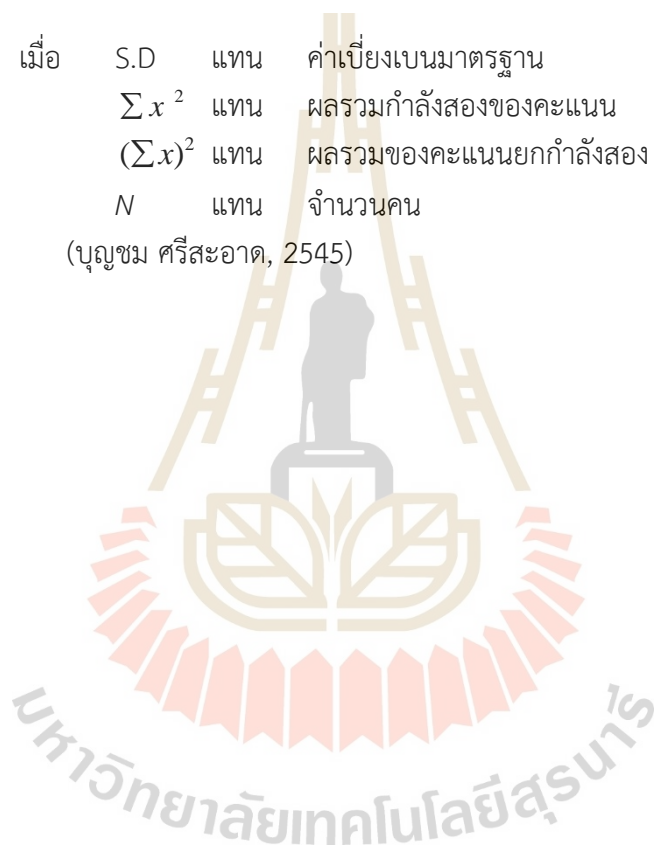 เมื่อ S.D แทน ค่าเบี่ยงเบนมาตรฐาน
∑x ² แทน ผลรวมกำลังสองของคะแนน
(∑x)² แทน ผลรวมของคะแนนยกกำลังสอง
N แทน จำนวนคน
(บุญชม ศรีสะอาด, 2545)
มหาวิทยาลัยเทคโนโลยีสุรนารี